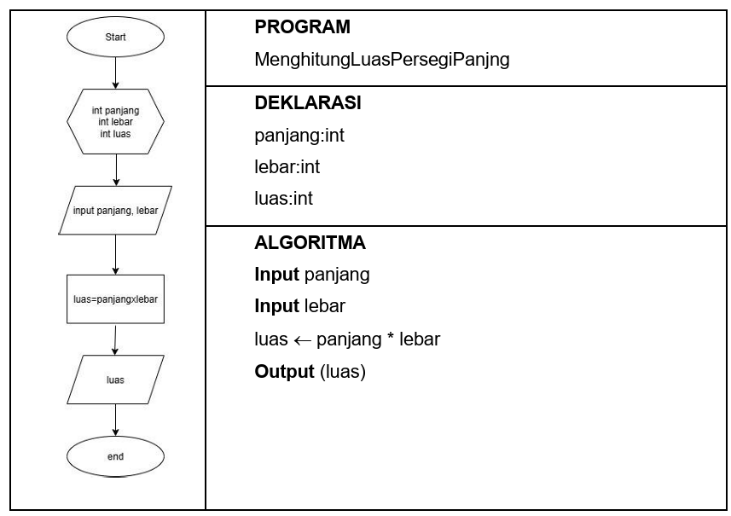 Start
int panjang
int lebar
int luas
input panjang, lebar
luas=panjangxlebar
luas
end
PROGRAM
MenghitungLuasPersegiPanjng
DEKLARASI
panjang:int
lebar:int
luas:int
ALGORITMA
Input panjang
Input lebar
luas ← panjang * lebar
Output (luas)